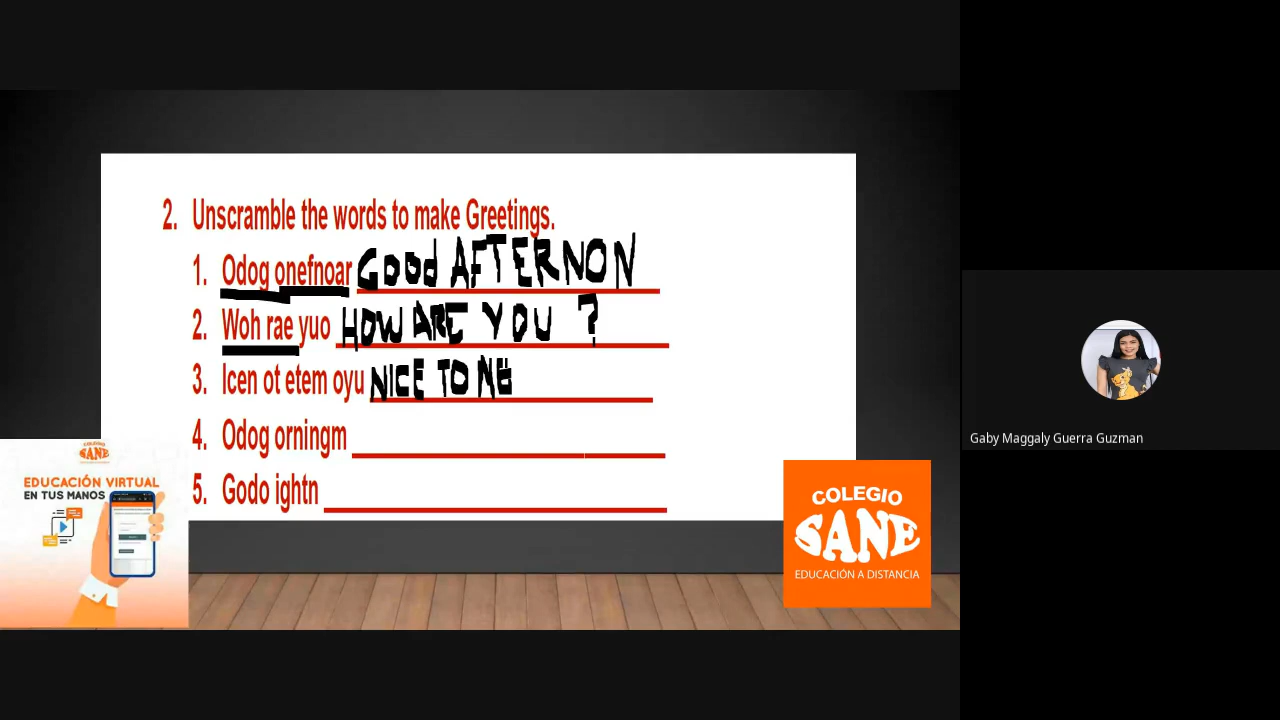 2. Unscramble the words to make Greetings.
1. Odog onefnoar GOOd AFTERNON
2. Woh rae yuo HOW ARE YOU ?
3. Icen ot etem oyu NICE TO
4. Odog orningm
5. Godo ightn
COLEGIO
SANE
EDUCACIÓN VIRTUAL
EN TUS MANOS
COLEGIO
SANE
EDUCACIÓN A DISTANCIA
Gaby Maggaly Guerra Guzman